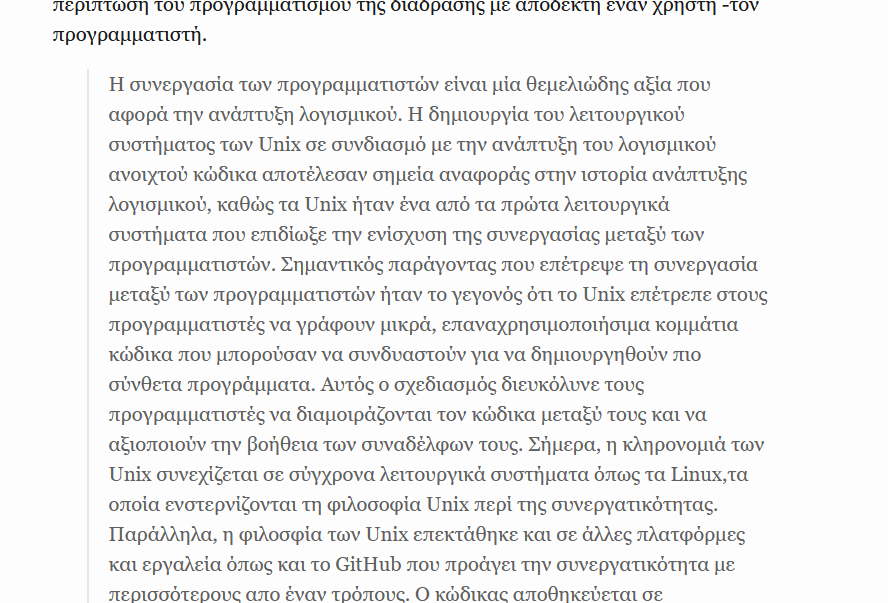 περίπτωση του προγραμματισμού της διάδρασης με αποδέκτη έναν χρήστη -τον
προγραμματιστή.
Η συνεργασία των προγραμματιστών είναι μία θεμελιώδης αξία που
αφορά την ανάπτυξη λογισμικού. Η δημιουργία του λειτουργικού
συστήματος των Unix σε συνδιασμό με την ανάπτυξη του λογισμικού
ανοιχτού κώδικα αποτέλεσαν σημεία αναφοράς στην ιστορία ανάπτυξης
λογισμικού, καθώς τα Unix ήταν ένα από τα πρώτα λειτουργικά
συστήματα που επιδίωξε την ενίσχυση της συνεργασίας μεταξύ των
προγραμματιστών. Σημαντικός παράγοντας που επέτρεψε τη συνεργασία
μεταξύ των προγραμματιστών ήταν το γεγονός ότι το Unix επέτρεπε στους
προγραμματιστές να γράφουν μικρά, επαναχρησιμοποιήσιμα κομμάτια
κώδικα που μπορούσαν να συνδυαστούν για να δημιουργηθούν πιο
σύνθετα προγράμματα. Αυτός ο σχεδιασμός διευκόλυνε τους
προγραμματιστές να διαμοιράζονται τον κώδικα μεταξύ τους και να
αξιοποιούν την βοήθεια των συναδέλφων τους. Σήμερα, η κληρονομιά των
Unix συνεχίζεται σε σύγχρονα λειτουργικά συστήματα όπως τα Linux,τα
οποία ενστερνίζονται τη φιλοσοφία Unix περί της συνεργατικότητας.
Παράλληλα, η φιλοσφία των Unix επεκτάθηκε και σε άλλες πλατφόρμες
και εργαλεία όπως και το GitHub που προάγει την συνεργατικότητα με
περισσότερους απο έναν τρόπους. Ο κώδικας αποθηκεύεται σε